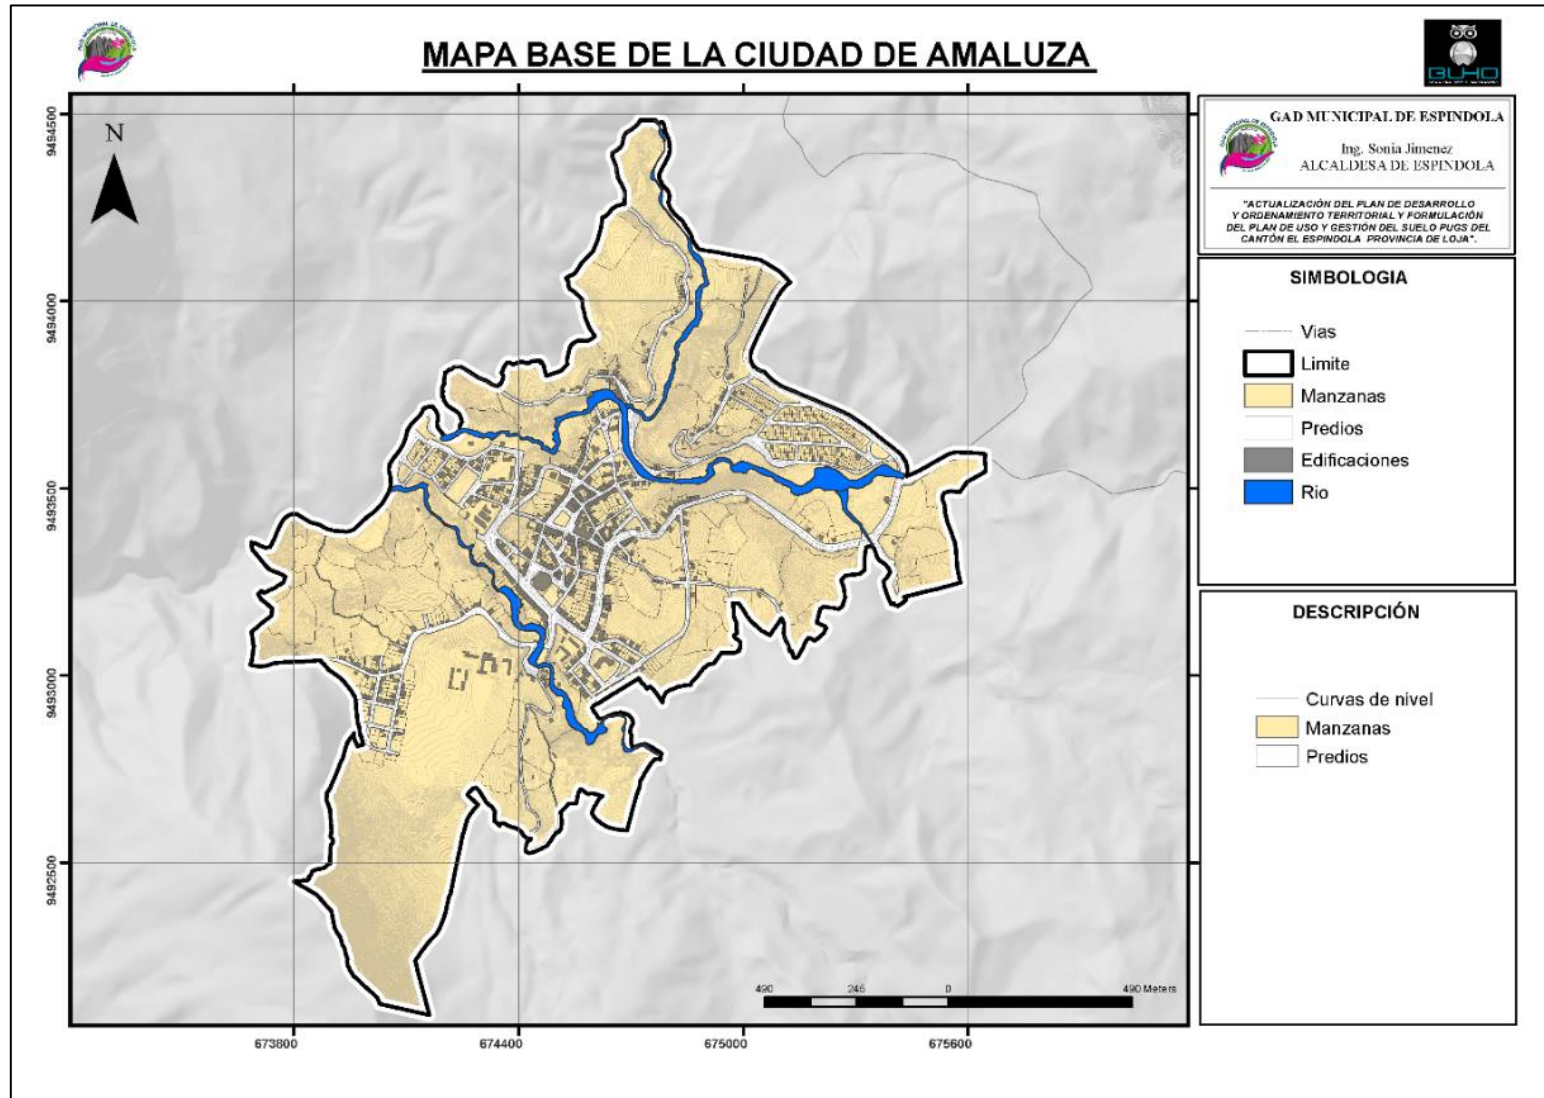 MAPA BASE DE LA CIUDAD DE AMALUZA
BUHO
GAD MUNICIPAL DE ESPINDOLA
Ing. Sonia Jimenez
ALCALDESA DE ESPINDOLA
"ACTUALIZACIÓN DEL PLAN DE DESARROLLO
Y ORDENAMIENTO TERRITORIAL Y FORMULACIÓN
DEL PLAN DE USO Y GESTIÓN DEL SUELO PUGS DEL
CANTÓN EL ESPINDOLA PROVINCIA DE LOJA".
SIMBOLOGIA
Vias
Limite
Manzanas
Predios
Edificaciones
Rio
DESCRIPCIÓN
Curvas de nivel
Manzanas
Predios
N
9494500
9494000
9493500
9493000
9492500
490 245 0 490 Meters
673800 674400 675000 675600